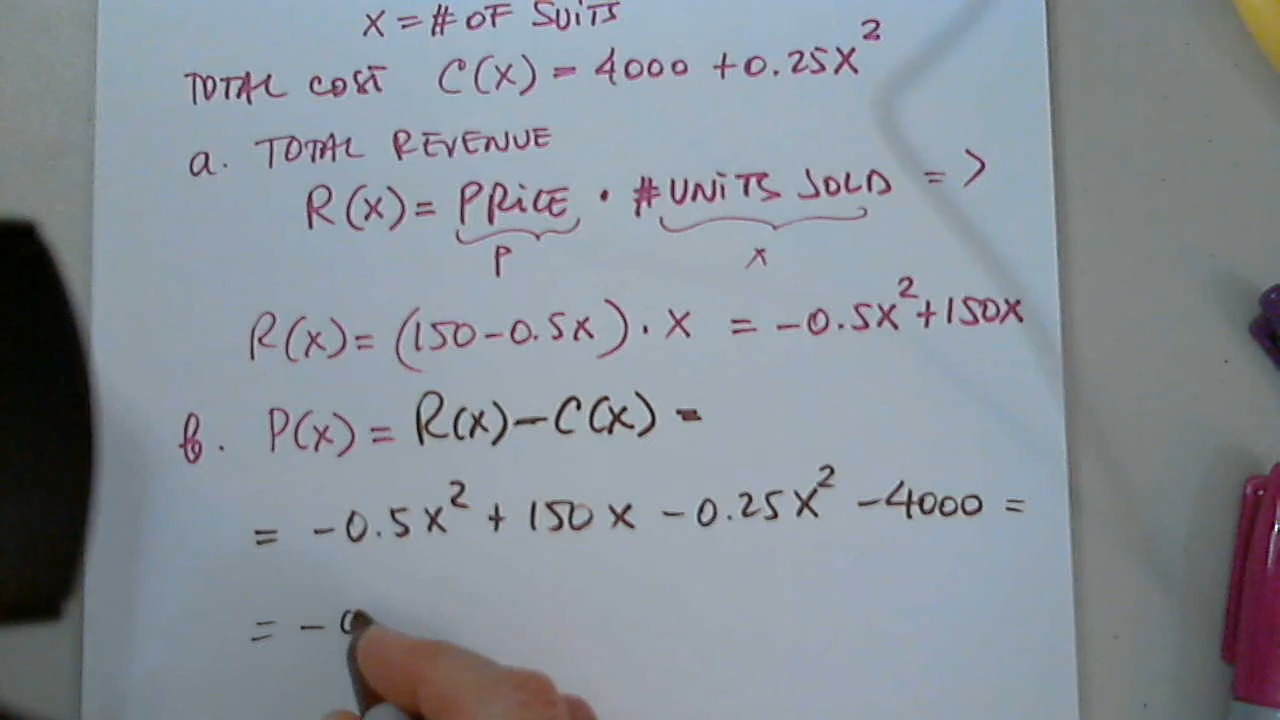 x = # OF SUITS
TOTAL COST C(x) = 4000 + 0.25x²
a. TOTAL REVENUE
R(x) = PRICE · # UNITS SOLD =>
P x
R(x) = (150 - 0.5x) · x = -0.5x² + 150x
b. P(x) = R(x) - C(x) =
= -0.5x² + 150x - 0.25x² - 4000 =
= - 0